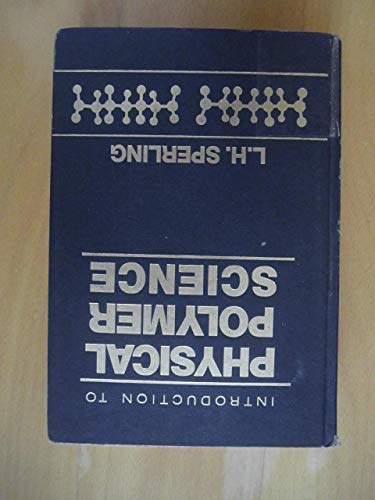 INTRODUCTION TO
PHYSICAL
POLYMER
SCIENCE
L.H. SPERLING